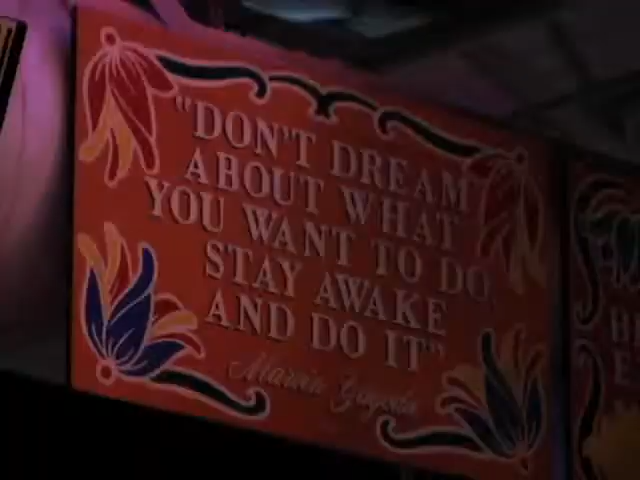 "DON'T DREAM
ABOUT WHAT
YOU WANT TO DO,
STAY AWAKE
AND DO IT"